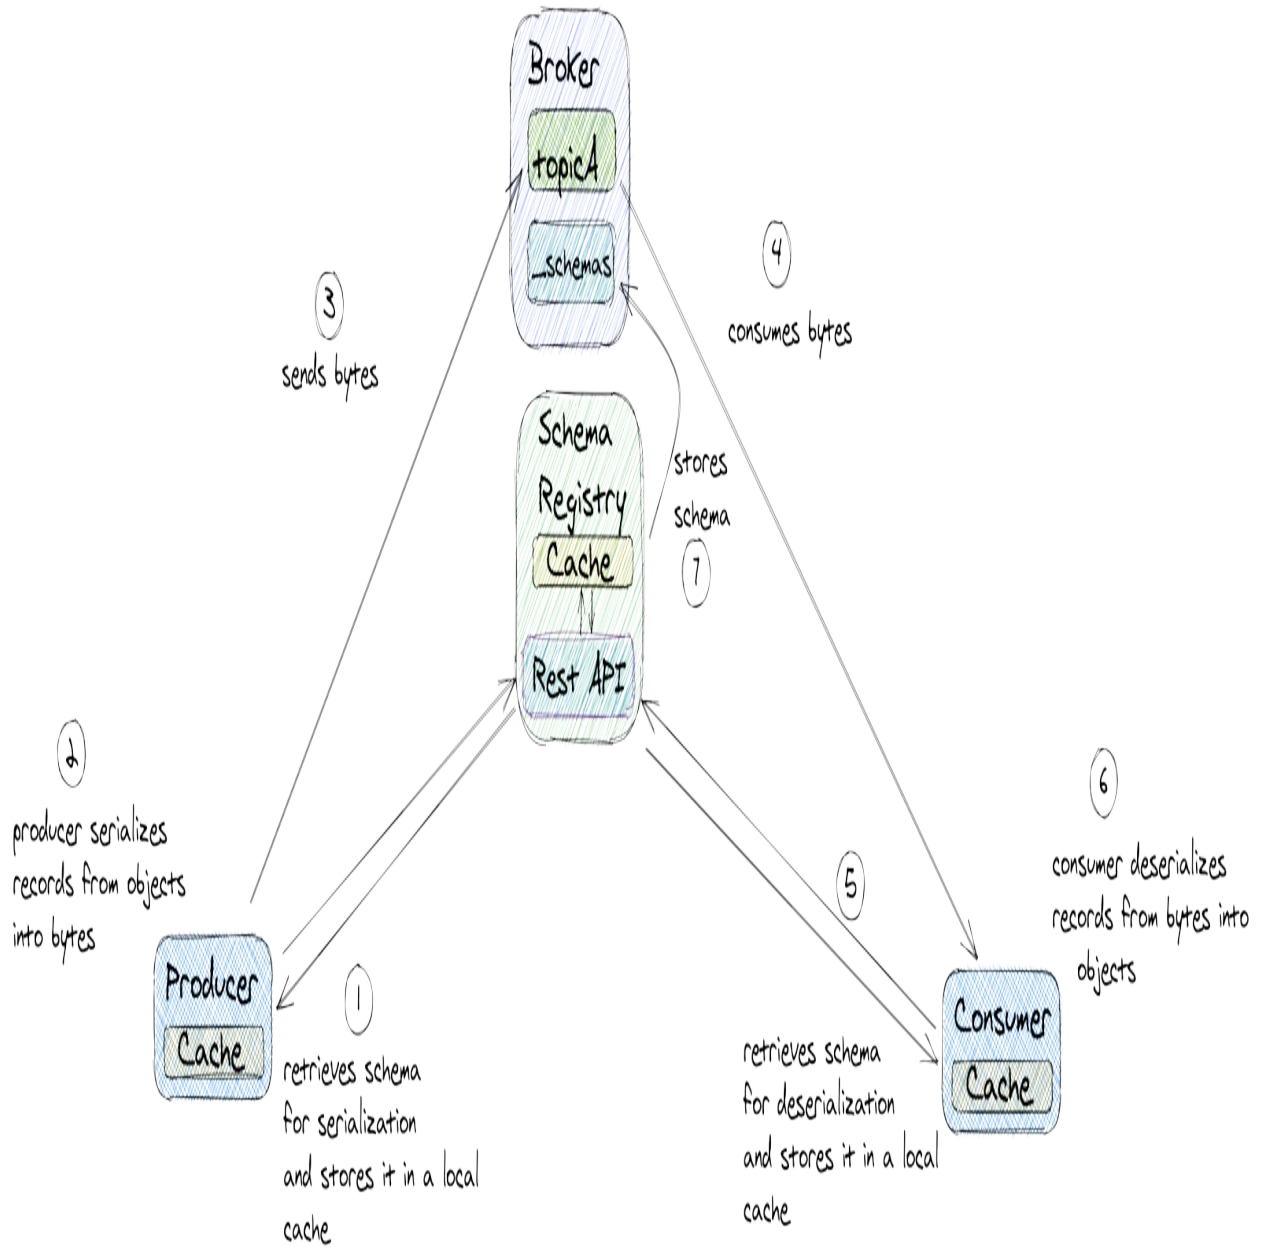 Broker
topicA
_schemas
3
sends bytes
4
consumes bytes
Schema
Registry
Cache
Rest API
stores
schema
7
2
producer serializes
records from objects
into bytes
Producer
Cache
1
retrieves schema
for serialization
and stores it in a local
cache
5
retrieves schema
for deserialization
and stores it in a local
cache
6
consumer deserializes
records from bytes into
objects
Consumer
Cache